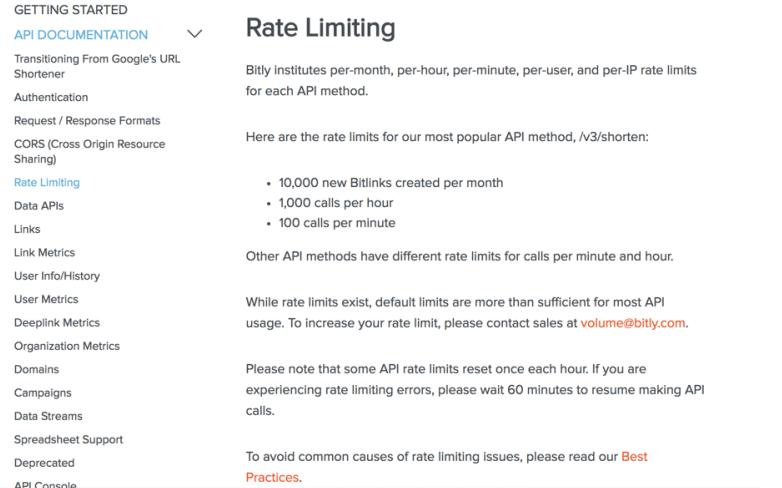 GETTING STARTED
API DOCUMENTATION
Transitioning From Google's URL
Shortener
Authentication
Request / Response Formats
CORS (Cross Origin Resource
Sharing)
Rate Limiting
Data APIs
Links
Link Metrics
User Info/History
User Metrics
Deeplink Metrics
Organization Metrics
Domains
Campaigns
Data Streams
Spreadsheet Support
Deprecated
API Console
Rate Limiting
Bitly institutes per-month, per-hour, per-minute, per-user, and per-IP rate limits
for each API method.
Here are the rate limits for our most popular API method, /v3/shorten:
• 10,000 new Bitlinks created per month
• 1,000 calls per hour
• 100 calls per minute
Other API methods have different rate limits for calls per minute and hour.
While rate limits exist, default limits are more than sufficient for most API
usage. To increase your rate limit, please contact sales at volume@bitly.com.
Please note that some API rate limits reset once each hour. If you are
experiencing rate limiting errors, please wait 60 minutes to resume making API
calls.
To avoid common causes of rate limiting issues, please read our Best
Practices.